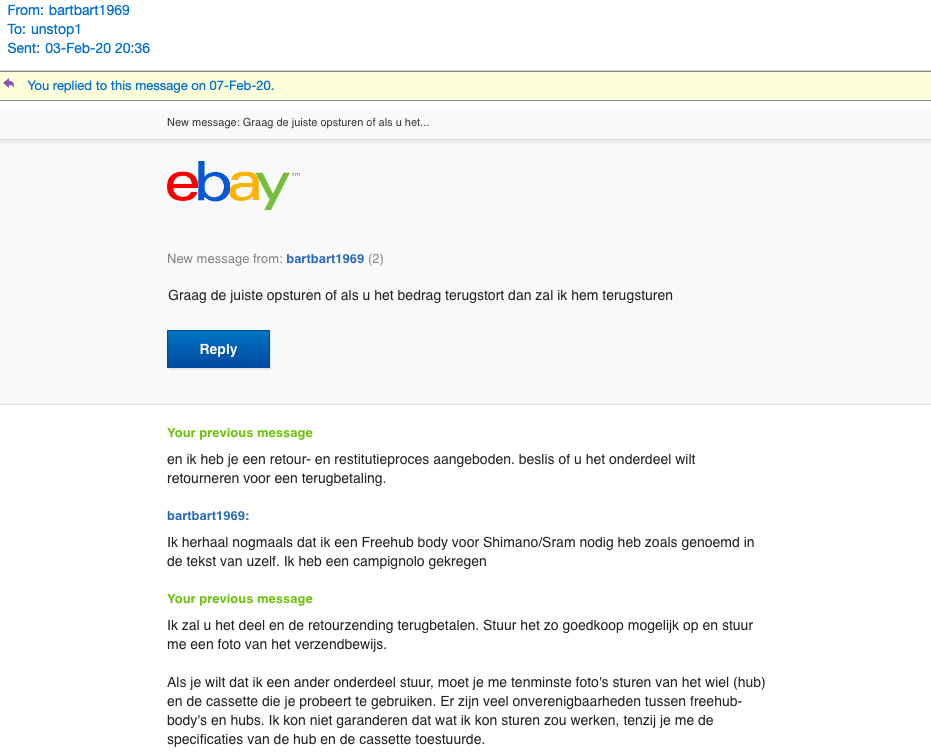 From: bartbart1969
To: unstop1
Sent: 03-Feb-20 20:36
You replied to this message on 07-Feb-20.
New message: Graag de juiste opsturen of als u het...
ebay™
New message from: bartbart1969 (2)
Graag de juiste opsturen of als u het bedrag terugstort dan zal ik hem terugsturen
Reply
Your previous message
en ik heb je een retour- en restitutieproces aangeboden. beslis of u het onderdeel wilt
retourneren voor een terugbetaling.
bartbart1969:
Ik herhaal nogmaals dat ik een Freehub body voor Shimano/Sram nodig heb zoals genoemd in
de tekst van uzelf. Ik heb een campignolo gekregen
Your previous message
Ik zal u het deel en de retourzending terugbetalen. Stuur het zo goedkoop mogelijk op en stuur
me een foto van het verzendbewijs.
Als je wilt dat ik een ander onderdeel stuur, moet je me tenminste foto's sturen van het wiel (hub)
en de cassette die je probeert te gebruiken. Er zijn veel onverenigbaarheden tussen freehub-
body's en hubs. Ik kon niet garanderen dat wat ik kon sturen zou werken, tenzij je me de
specificaties van de hub en de cassette toestuurde.